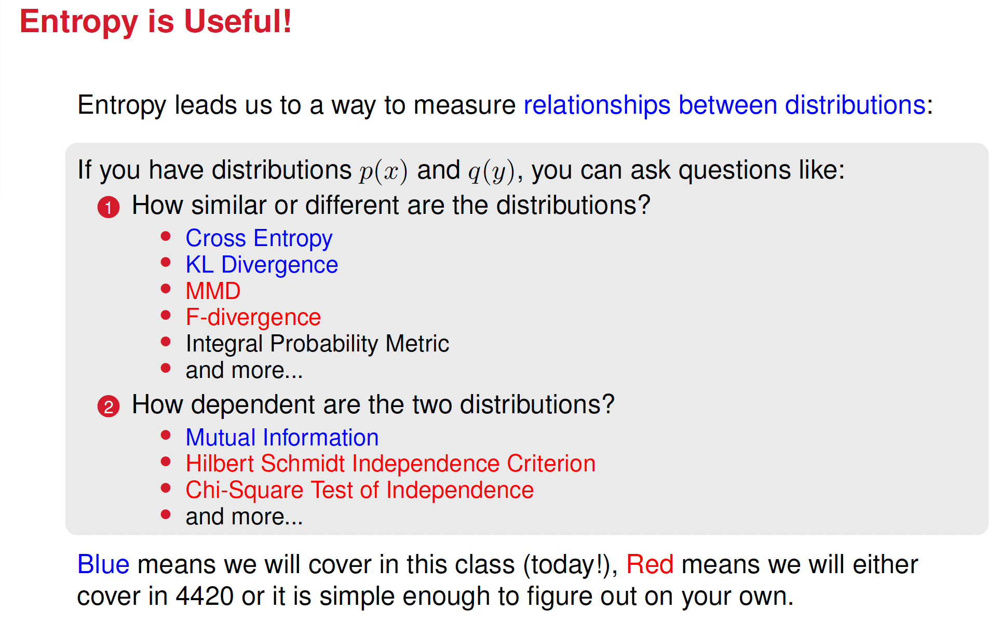 Entropy is Useful!
Entropy leads us to a way to measure relationships between distributions:
If you have distributions p(x) and q(y), you can ask questions like:
1 How similar or different are the distributions?
• Cross Entropy
• KL Divergence
• MMD
• F-divergence
• Integral Probability Metric
• and more...
2 How dependent are the two distributions?
• Mutual Information
• Hilbert Schmidt Independence Criterion
• Chi-Square Test of Independence
• and more...
Blue means we will cover in this class (today!), Red means we will either
cover in 4420 or it is simple enough to figure out on your own.